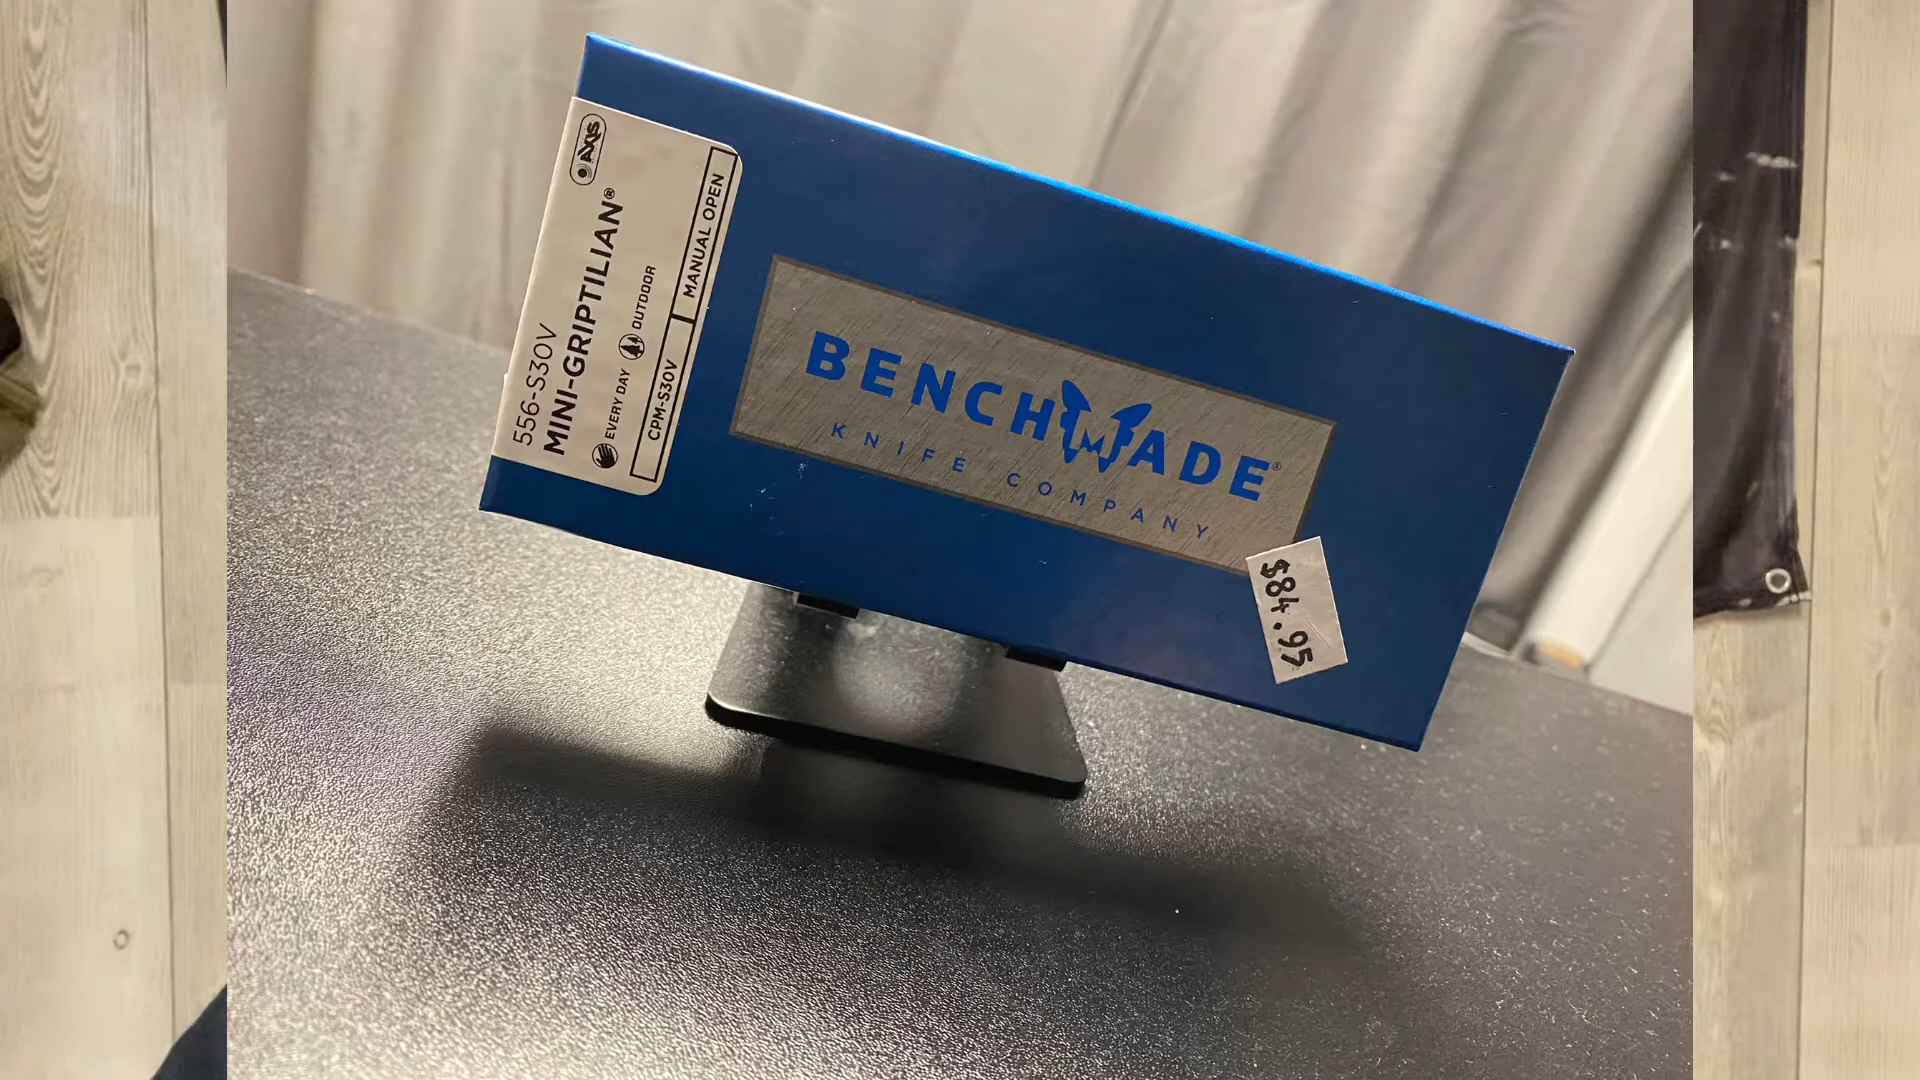 AXIS
556-S30V
MINI-GRIPTILIAN®
EVERY DAY OUTDOOR
CPM-S30V MANUAL OPEN
BENCHMADE®
KNIFE COMPANY
$84.95